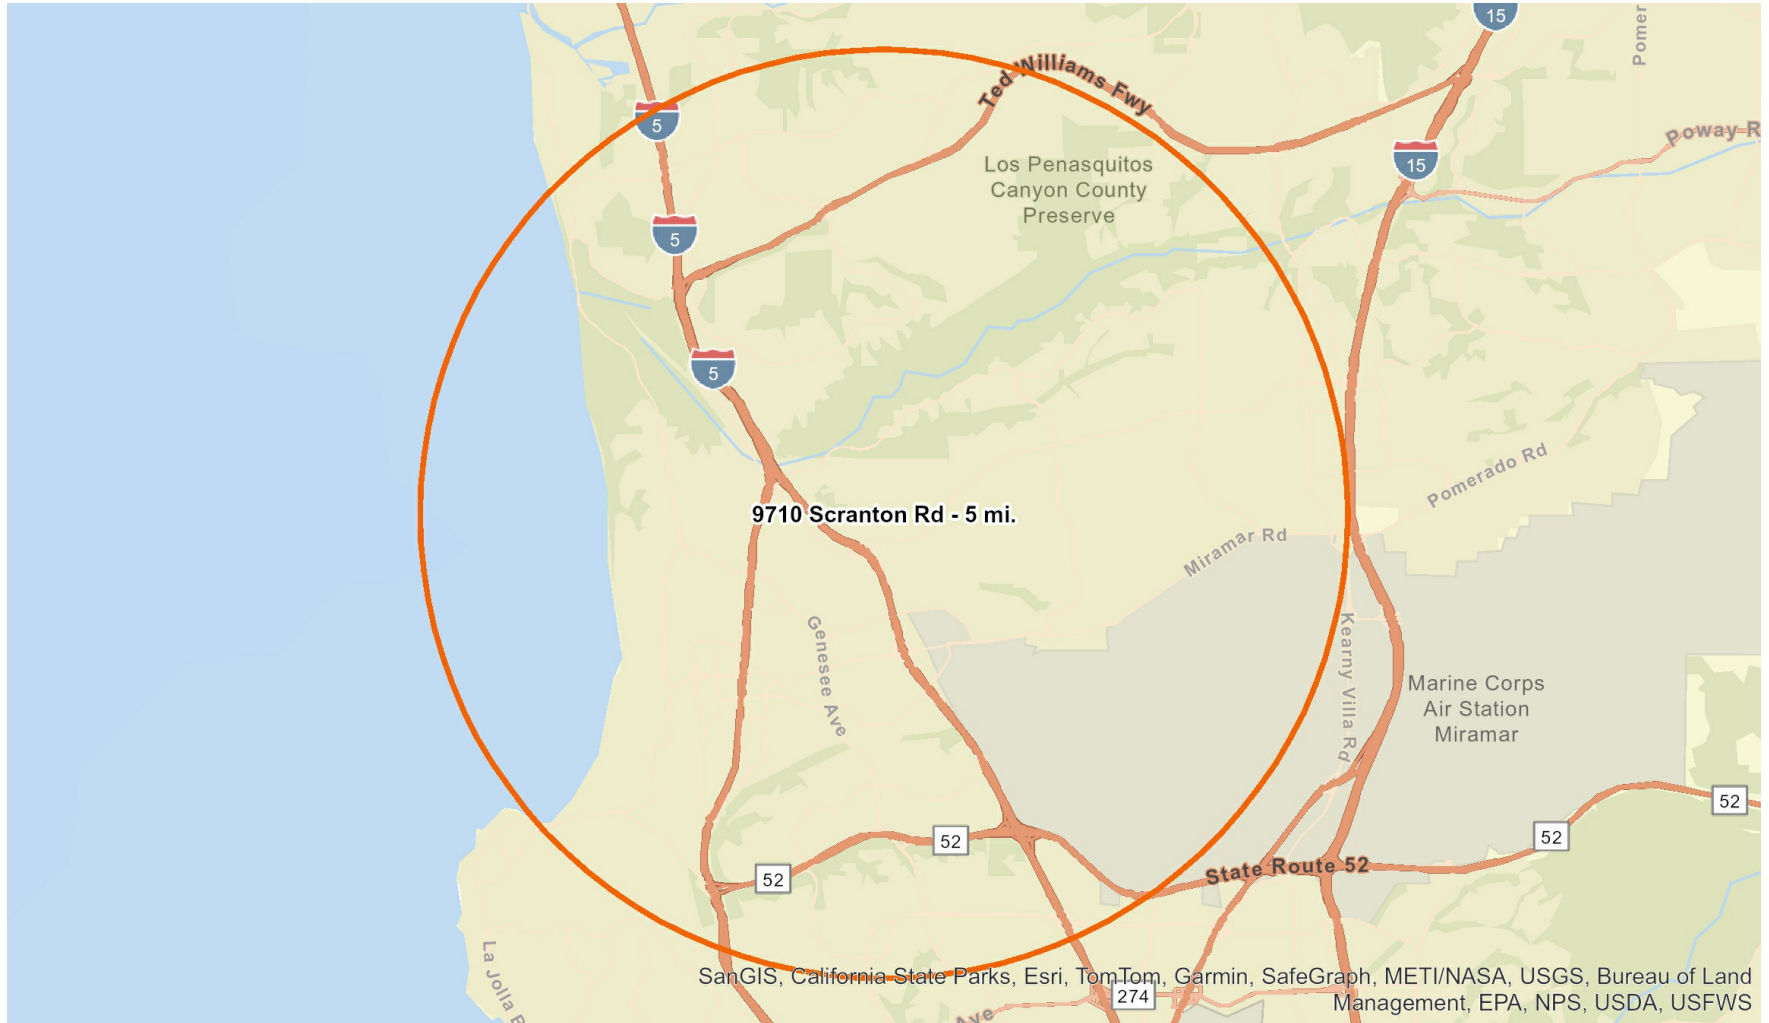 15
Pomer
Ted Williams Fwy
5
Poway R
Los Penasquitos
Canyon County
Preserve
15
5
5
Pomerado Rd
9710 Scranton Rd - 5 mi.
Miramar Rd
Genesee Ave
Kearny Villa Rd
Marine Corps
Air Station
Miramar
52
52
52
State Route 52
52
La Jolla B
SanGIS, California State Parks, Esri, TomTom, Garmin, SafeGraph, METI/NASA, USGS, Bureau of Land
Management, EPA, NPS, USDA, USFWS
274
Ave